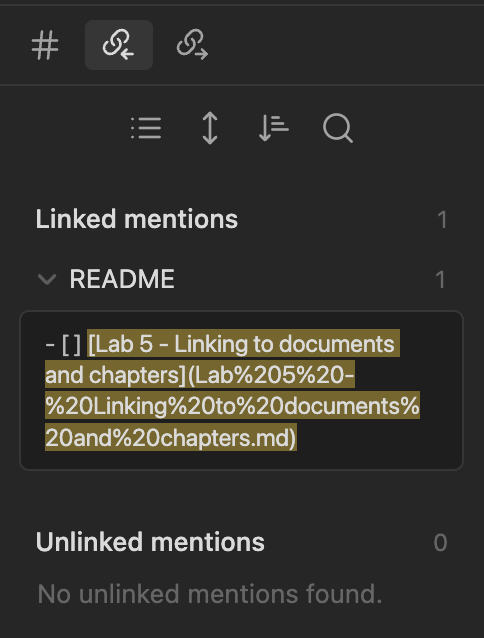 Linked mentions 1
README 1
- [ ] [Lab 5 - Linking to documents
and chapters](Lab%205%20-
%20Linking%20to%20documents%
20and%20chapters.md)
Unlinked mentions 0
No unlinked mentions found.